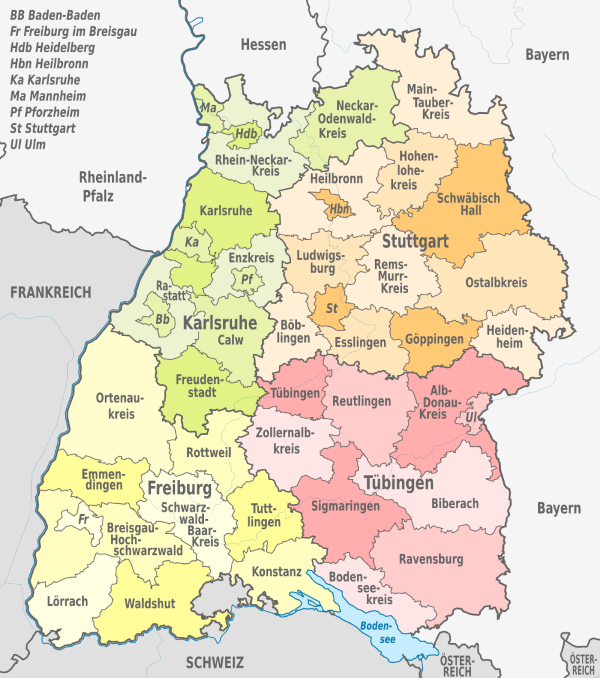 BB Baden-Baden
Fr Freiburg im Breisgau
Hdb Heidelberg
Hbn Heilbronn
Ka Karlsruhe
Ma Mannheim
Pf Pforzheim
St Stuttgart
Ul Ulm
Hessen
Bayern
Rheinland-
Pfalz
Ma
Hdb
Neckar-
Odenwald-
Kreis
Main-
Tauber-
Kreis
Rhein-Neckar-
Kreis
Heilbronn
Hbn
Hohen-
lohe-
kreis
Schwäbisch
Hall
Karlsruhe
Ka
Stuttgart
Enzkreis
Pf
Ludwigs-
burg
Rems-
Murr-
Kreis
Ostalbkreis
FRANKREICH
Ra-
statt
Bb
Karlsruhe
Calw
St
Böb-
lingen
Esslingen
Göppingen
Heiden-
heim
Freuden-
stadt
Ortenau-
kreis
Tübingen
Reutlingen
Alb-
Donau-
Kreis
Ul
Zollernalb-
kreis
Rottweil
Emmen-
dingen
Freiburg
Schwarz-
wald-
Baar-
Kreis
Tutt-
lingen
Tübingen
Sigmaringen
Biberach
Bayern
Fr
Breisgau-
Hoch-
schwarzwald
Konstanz
Ravensburg
Boden-
see-
kreis
Lörrach
Waldshut
Boden-
see
SCHWEIZ
ÖSTER-
REICH
ÖSTER-
REICH